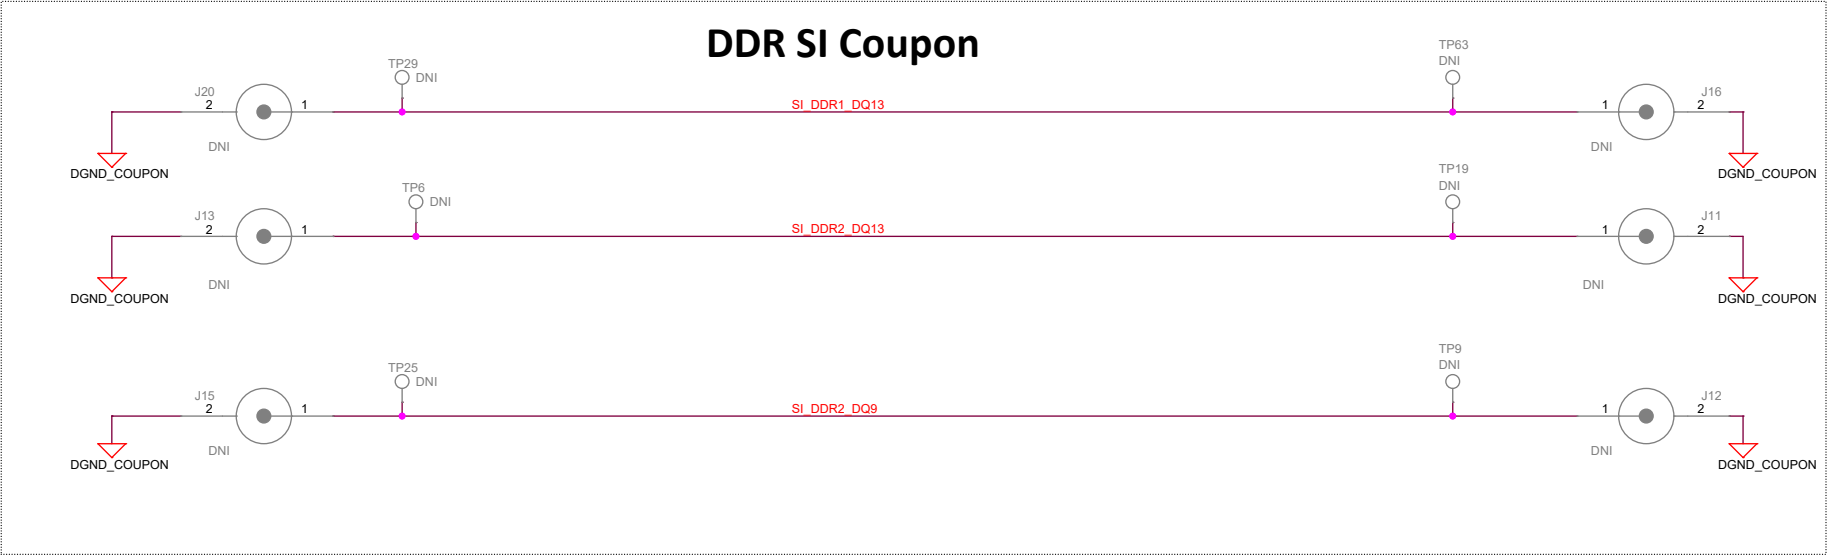 DDR SI Coupon
TP29
DNI
TP63
DNI
J20
2
1
SI_DDR1_DQ13
1
J16
2
DNI
DNI
DGND_COUPON
DGND_COUPON
TP6
DNI
TP19
DNI
J13
2
1
SI_DDR2_DQ13
1
J11
2
DNI
DNI
DGND_COUPON
DGND_COUPON
TP25
DNI
TP9
DNI
J15
2
1
SI_DDR2_DQ9
1
J12
2
DNI
DNI
DGND_COUPON
DGND_COUPON